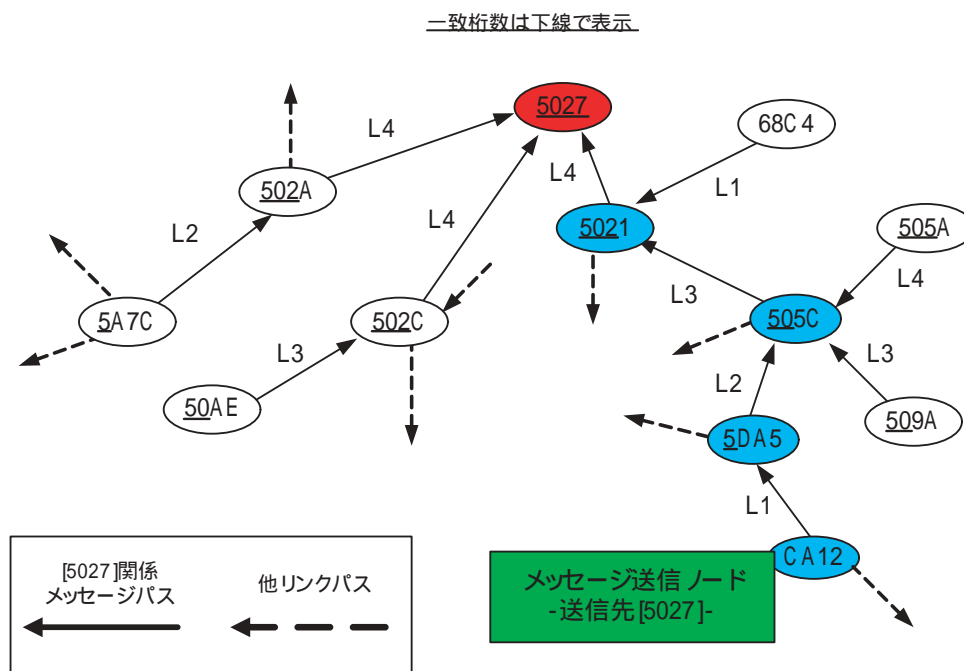 一致桁数は下線で表示
5027
68C4
L4
L4
L1
502A
L4
5021
505A
L2
L3
L4
5A7C
502C
505C
L3
L3
L2
50AE
509A
5DA5
L1
CA12
[5027]関係
メッセージパス
他リンクパス
メッセージ送信ノード
-送信先[5027]-